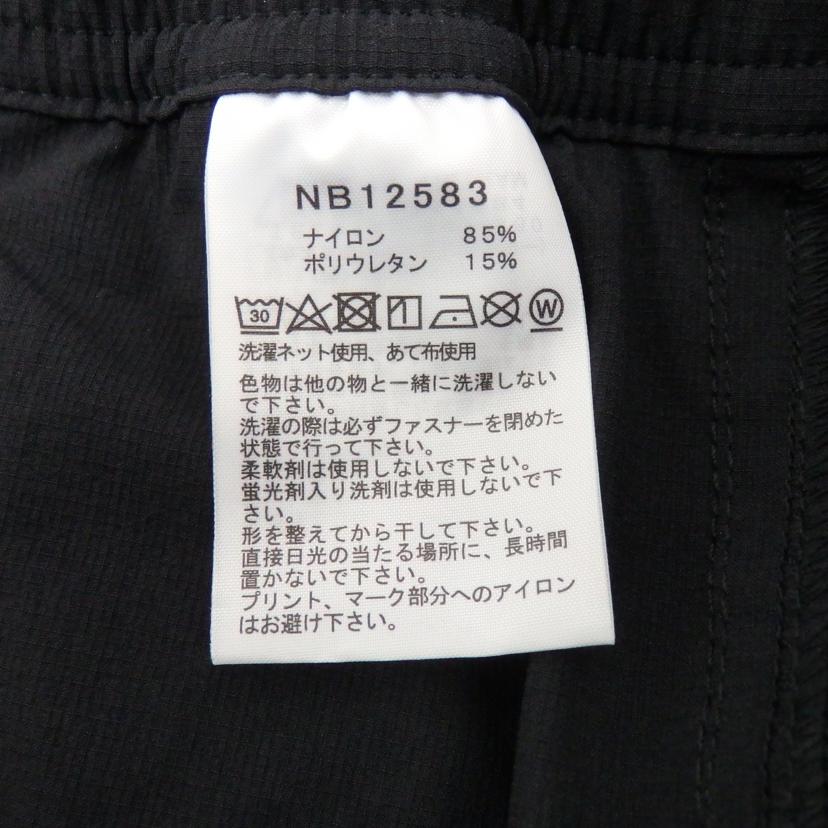 NB12583
ナイロン 85%
ポリウレタン 15%
30 W
洗濯ネット使用、あて布使用
色物は他の物と一緒に洗濯しない
で下さい。
洗濯の際は必ずファスナーを閉めた
状態で行って下さい。
柔軟剤は使用しないで下さい。
蛍光剤入り洗剤は使用しないで下
さい。
形を整えてから干して下さい。
直接日光の当たる場所に、長時間
置かないで下さい。
プリント、マーク部分へのアイロン
はお避け下さい。